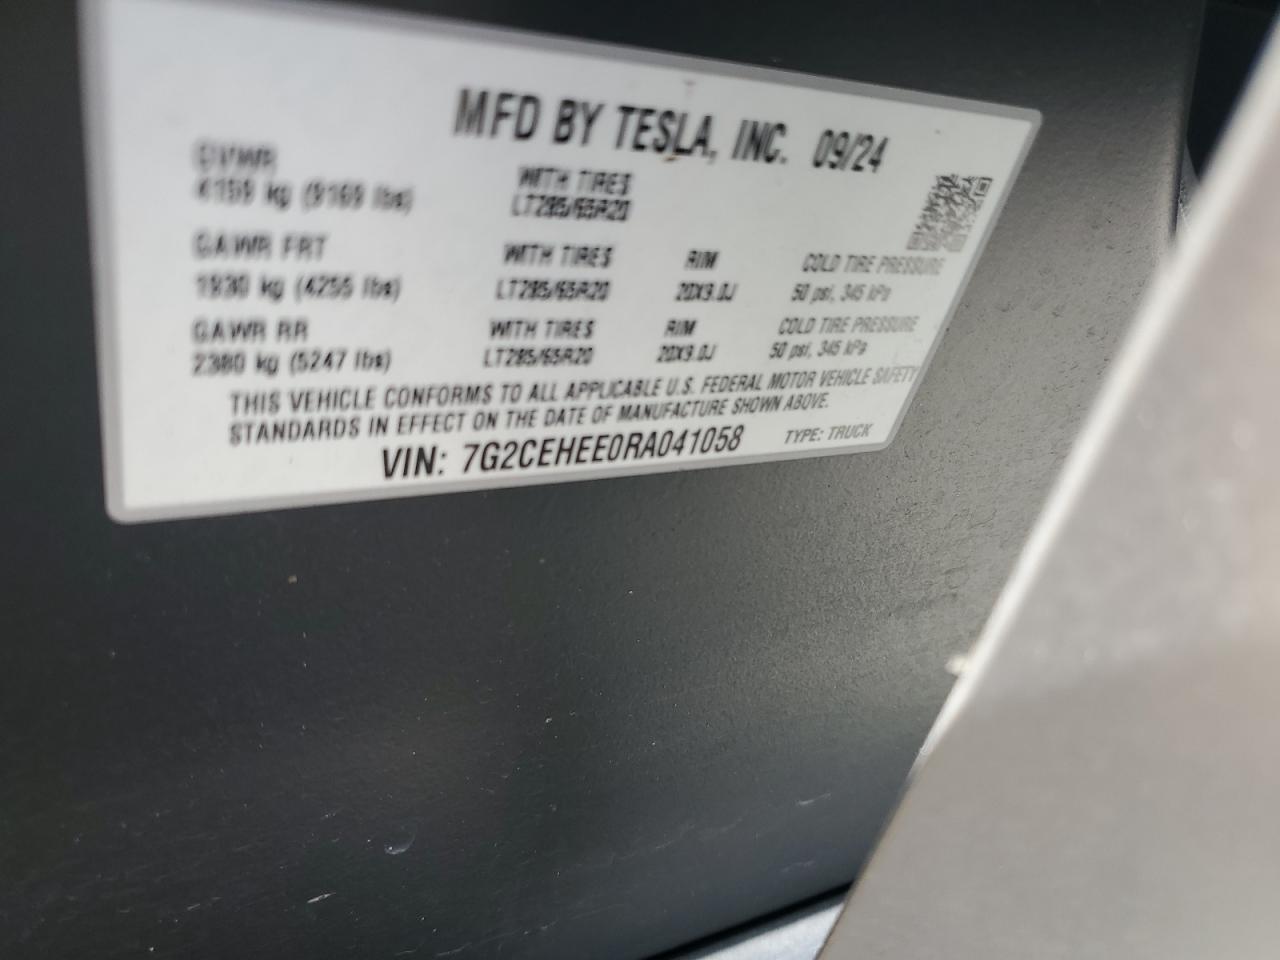 MFD BY TESLA, INC. 09/24
GVWR
4159 kg (9169 lbs)
WITH TIRES
LT285/65R20
GAWR FRT
1930 kg (4255 lbs)
WITH TIRES
LT285/65R20
RIM
20X9.0J
COLD TIRE PRESSURE
50 psi, 345 kPa
GAWR RR
2380 kg (5247 lbs)
WITH TIRES
LT285/65R20
RIM
20X9.0J
COLD TIRE PRESSURE
50 psi, 345 kPa
THIS VEHICLE CONFORMS TO ALL APPLICABLE U.S. FEDERAL MOTOR VEHICLE SAFETY
STANDARDS IN EFFECT ON THE DATE OF MANUFACTURE SHOWN ABOVE.
VIN: 7G2CEHEE0RA041058
TYPE: TRUCK